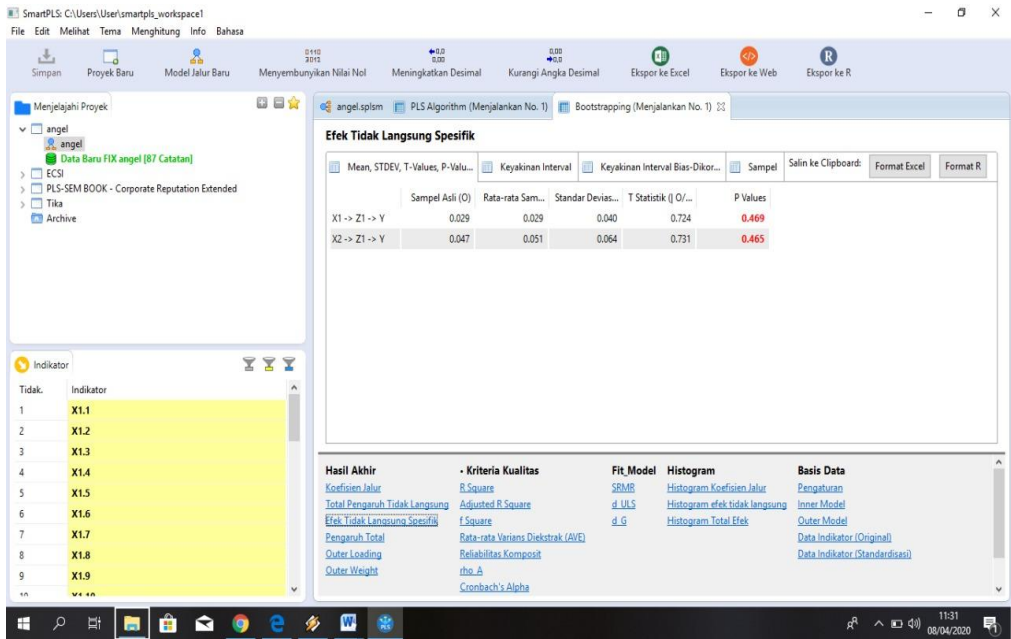 SmartPLS: C:\Users\User\smartpls_workspace1
File Edit Melihat Tema Menghitung Info Bahasa
Simpan Proyek Baru Model Jalur Baru Menyembunyikan Nilai Nol Meningkatkan Desimal Kurangi Angka Desimal Ekspor ke Excel Ekspor ke Web Ekspor ke R
Menjelajahi Proyek
angel
angel
Data Baru FIX angel [87 Catatan]
ECSI
PLS-SEM BOOK - Corporate Reputation Extended
Tika
Archive
Indikator
Tidak. Indikator
1 X1.1
2 X1.2
3 X1.3
4 X1.4
5 X1.5
6 X1.6
7 X1.7
8 X1.8
9 X1.9
10 X1.10
angel.splsm PLS Algorithm (Menjalankan No. 1) Bootstrapping (Menjalankan No. 1)
Efek Tidak Langsung Spesifik
Mean, STDEV, T-Values, P-Valu... Keyakinan Interval Keyakinan Interval Bias-Dikor... Sampel Salin ke Clipboard: Format Excel Format R
Sampel Asli (O) Rata-rata Sam... Standar Devias... T Statistik (| O/... P Values
X1 -> Z1 -> Y 0.029 0.029 0.040 0.724 0.469
X2 -> Z1 -> Y 0.047 0.051 0.064 0.731 0.465
Hasil Akhir
Koefisien Jalur
Total Pengaruh Tidak Langsung
Efek Tidak Langsung Spesifik
Pengaruh Total
Outer Loading
Outer Weight
· Kriteria Kualitas
R Square
Adjusted R Square
f Square
Rata-rata Varians Diekstrak (AVE)
Reliabilitas Komposit
rho_A
Cronbach's Alpha
Fit_Model
SRMR
d_ULS
d_G
Histogram
Histogram Koefisien Jalur
Histogram efek tidak langsung
Histogram Total Efek
Basis Data
Pengaturan
Inner Model
Outer Model
Data Indikator (Original)
Data Indikator (Standardisasi)
11:31
08/04/2020